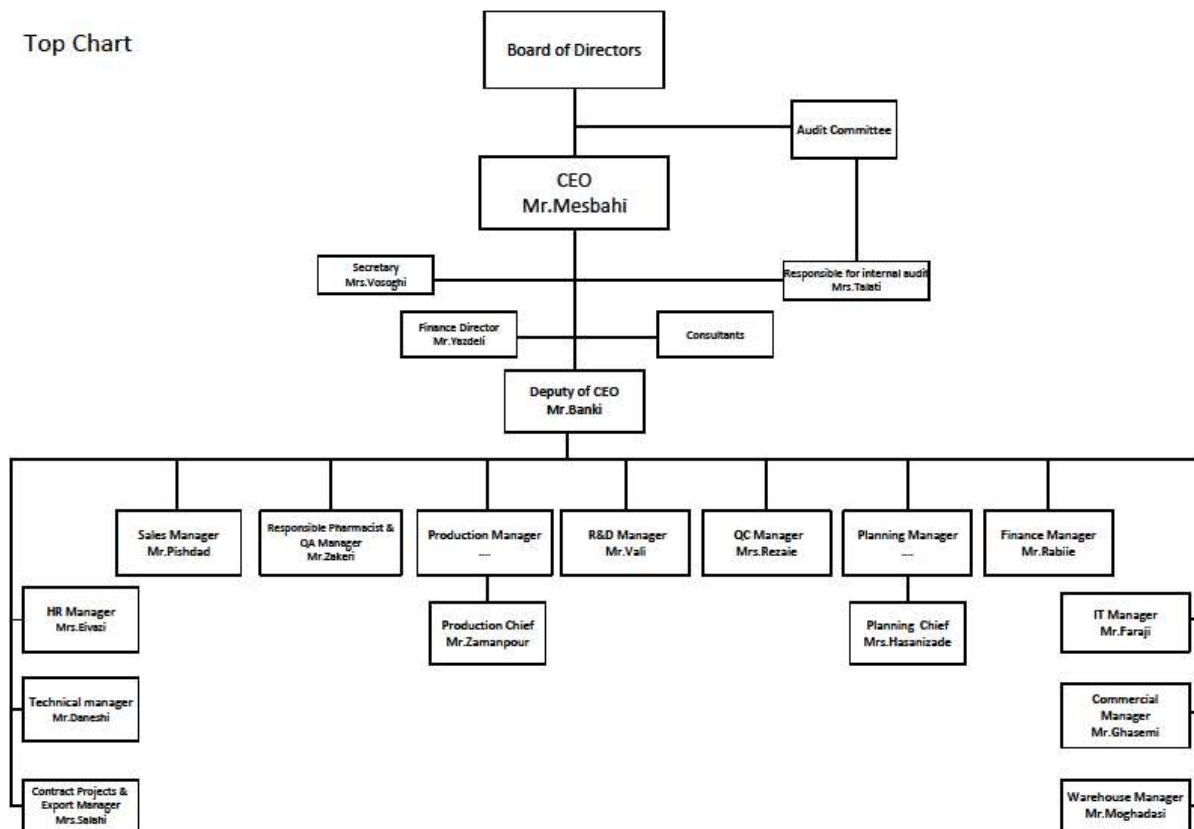 Top Chart
Board of Directors
Audit Committee
CEO
Mr.Mesbahi
Secretary
Mrs.Vosoghi
Responsible for internal audit
Mrs.Talati
Finance Director
Mr.Yazdeli
Consultants
Deputy of CEO
Mr.Banki
Sales Manager
Mr.Pishdad
Responsible Pharmacist &
QA Manager
Mr.Zakeri
Production Manager
....
R&D Manager
Mr.Vali
QC Manager
Mrs.Rezaie
Planning Manager
....
Finance Manager
Mr.Rabiie
HR Manager
Mrs.Eivazi
Production Chief
Mr.Zamanpour
Planning Chief
Mrs.Hasanizade
IT Manager
Mr.Faraji
Technical manager
Mr.Daneshi
Commercial
Manager
Mr.Ghasemi
Contract Projects &
Export Manager
Mrs.Salahi
Warehouse Manager
Mr.Moghadasi